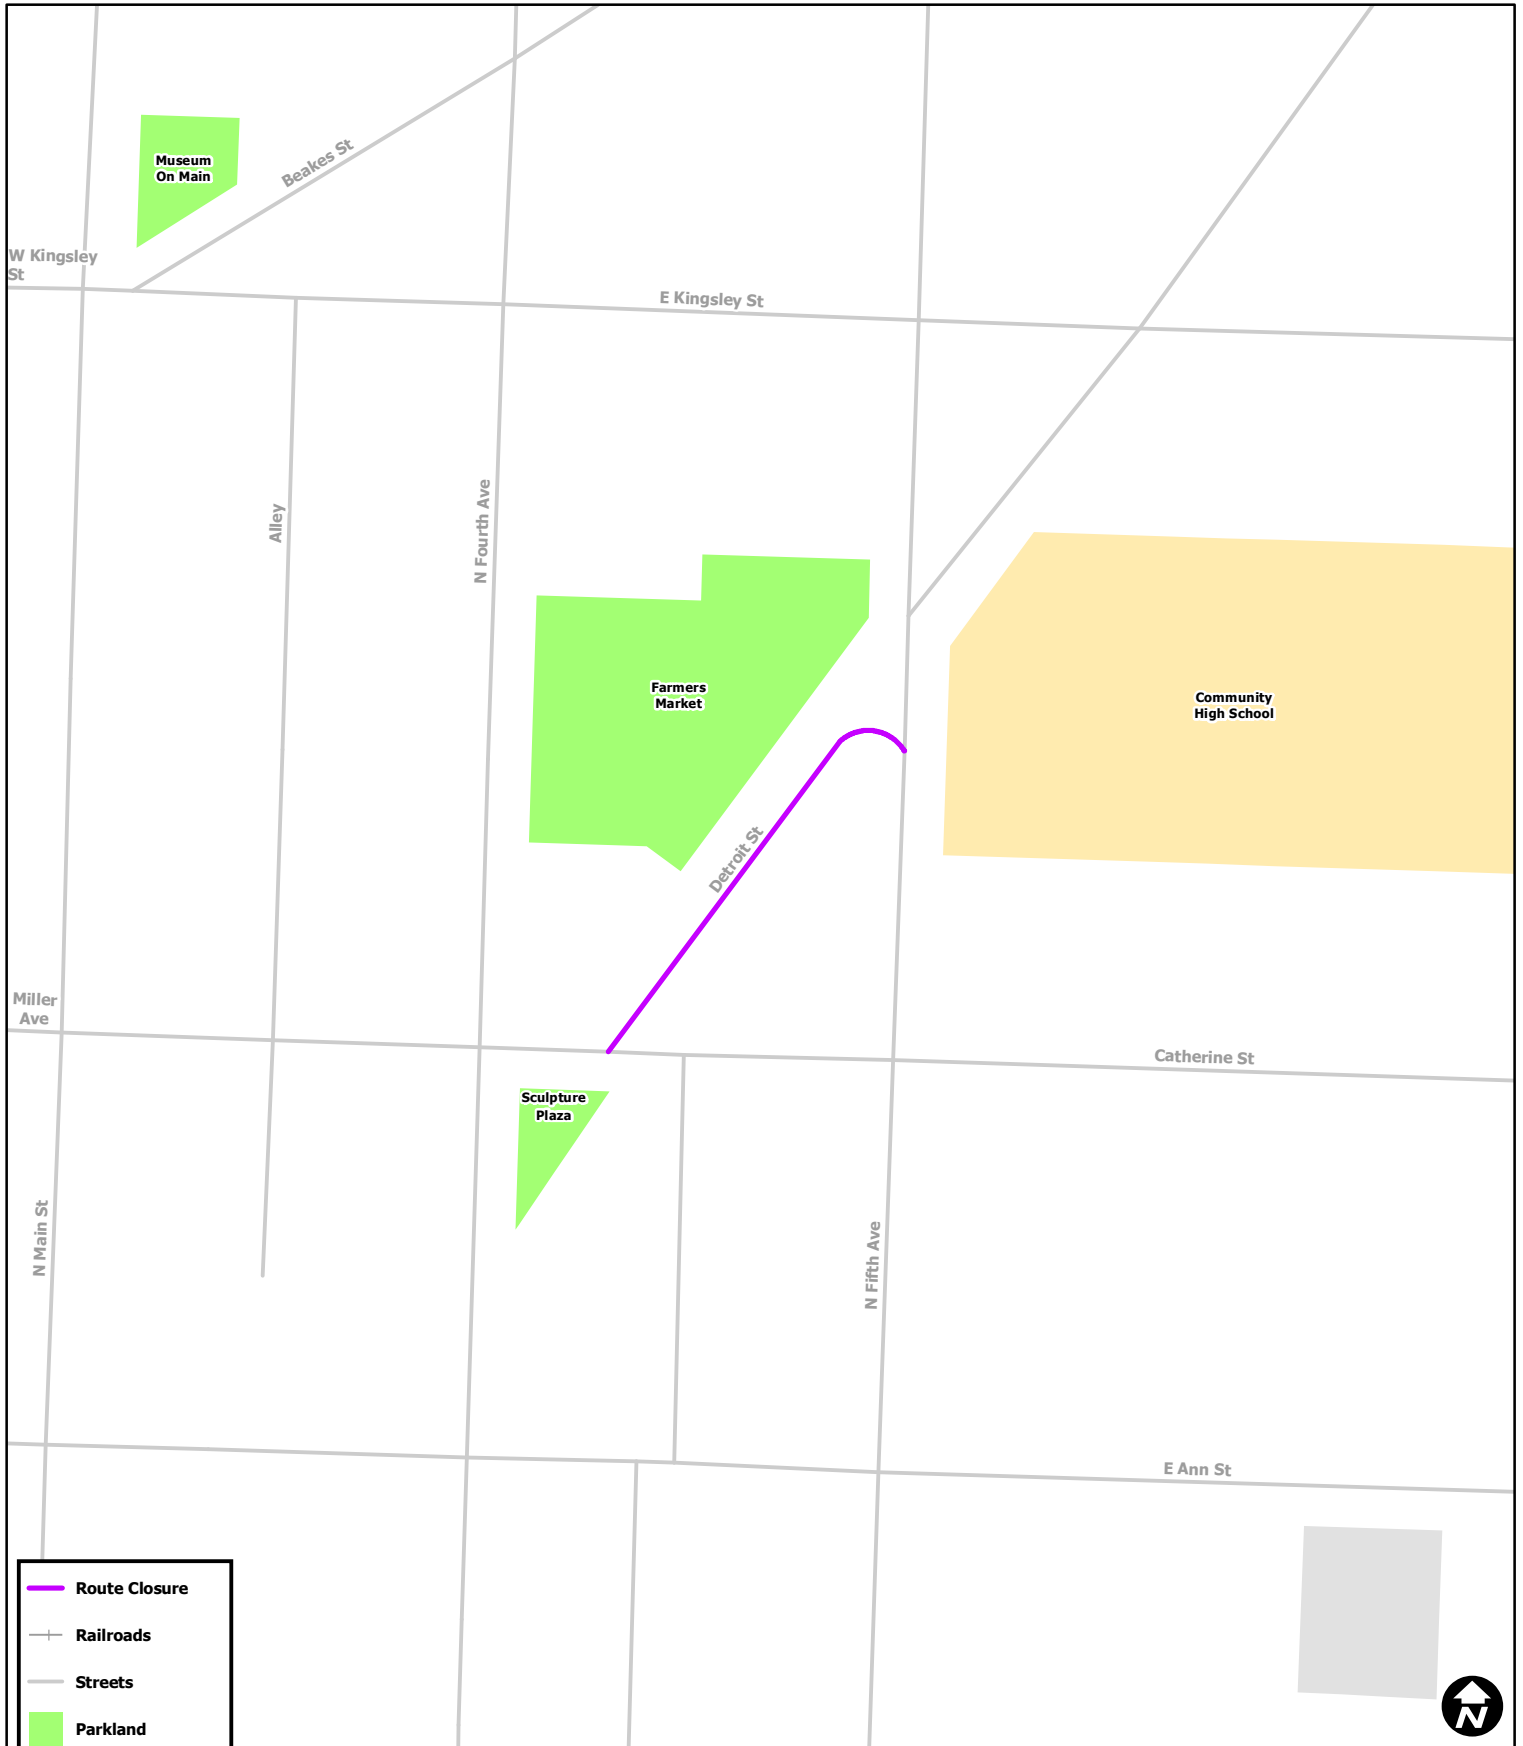 Museum
On Main
Beakes St
W Kingsley
St
E Kingsley St
Alley
N Fourth Ave
Farmers
Market
Community
High School
Detroit St
Miller
Ave
Catherine St
Sculpture
Plaza
N Main St
N Fifth Ave
E Ann St
Route Closure
Railroads
Streets
Parkland
N